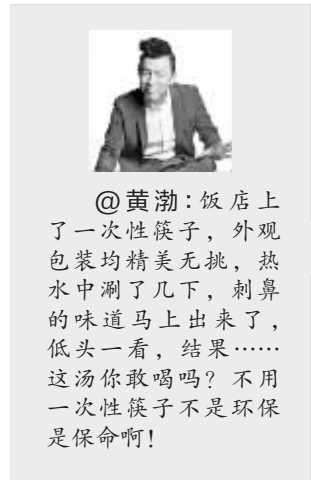 @黄渤:饭店上
了一次性筷子，外观
包装均精美无挑，热
水中涮了几下，刺鼻
的味道马上出来了，
低头一看，结果……
这汤你敢喝吗？不用
一次性筷子不是环保
是保命啊！